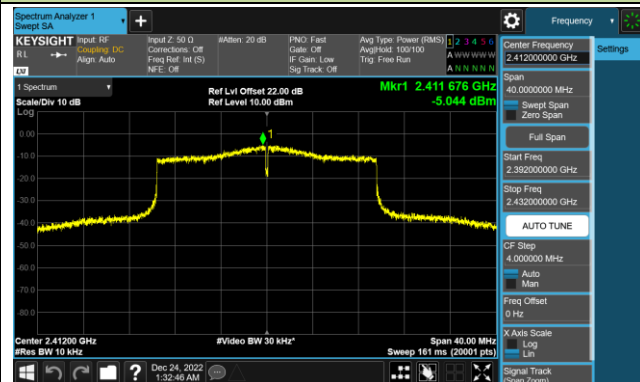 Spectrum Analyzer 1
Swept SA
Frequency
KEYSIGHT
RL
LXI
Input: RF
Coupling: DC
Align: Auto
Input Z: 50 Ω
Corrections: Off
Freq Ref: Int (S)
NFE: Off
#Atten: 20 dB
PNO: Fast
Gate: Off
IF Gain: Low
Sig Track: Off
Avg Type: Power (RMS)
Avg|Hold: 100/100
Trig: Free Run
1 2 3 4 5 6
A W W W W W
A N N N N N
1 Spectrum
Scale/Div 10 dB
Log
Ref Lvl Offset 22.00 dB
Ref Level 10.00 dBm
Mkr1 2.411 676 GHz
-5.044 dBm
1
0.00
-10.0
-20.0
-30.0
-40.0
-50.0
-60.0
-70.0
-80.0
Center 2.41200 GHz
#Res BW 10 kHz
#Video BW 30 kHz*
Span 40.00 MHz
Sweep 161 ms (20001 pts)
Dec 24, 2022
1:32:46 AM
Center Frequency
2.412000000 GHz
Span
40.0000000 MHz
Swept Span
Zero Span
Full Span
Start Freq
2.392000000 GHz
Stop Freq
2.432000000 GHz
AUTO TUNE
CF Step
4.000000 MHz
Auto
Man
Freq Offset
0 Hz
X Axis Scale
Log
Lin
Signal Track
(Span Zoom)
Settings